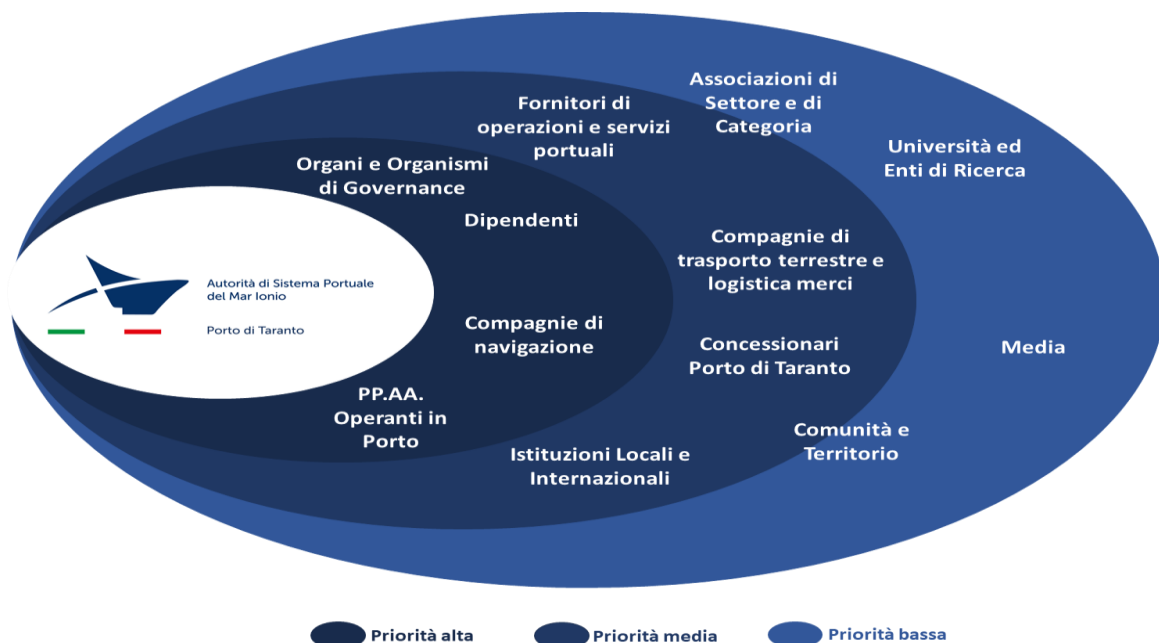 Associazioni di
Settore e di
Categoria
Fornitori di
operazioni e servizi
portuali
Università ed
Enti di Ricerca
Organi e Organismi
di Governance
Dipendenti
Compagnie di
trasporto terrestre e
logistica merci
Autorità di Sistema Portuale
del Mar Ionio
Porto di Taranto
Compagnie di
navigazione
Concessionari
Porto di Taranto
Media
PP.AA.
Operanti in
Porto
Comunità e
Territorio
Istituzioni Locali e
Internazionali
Priorità alta
Priorità media
Priorità bassa